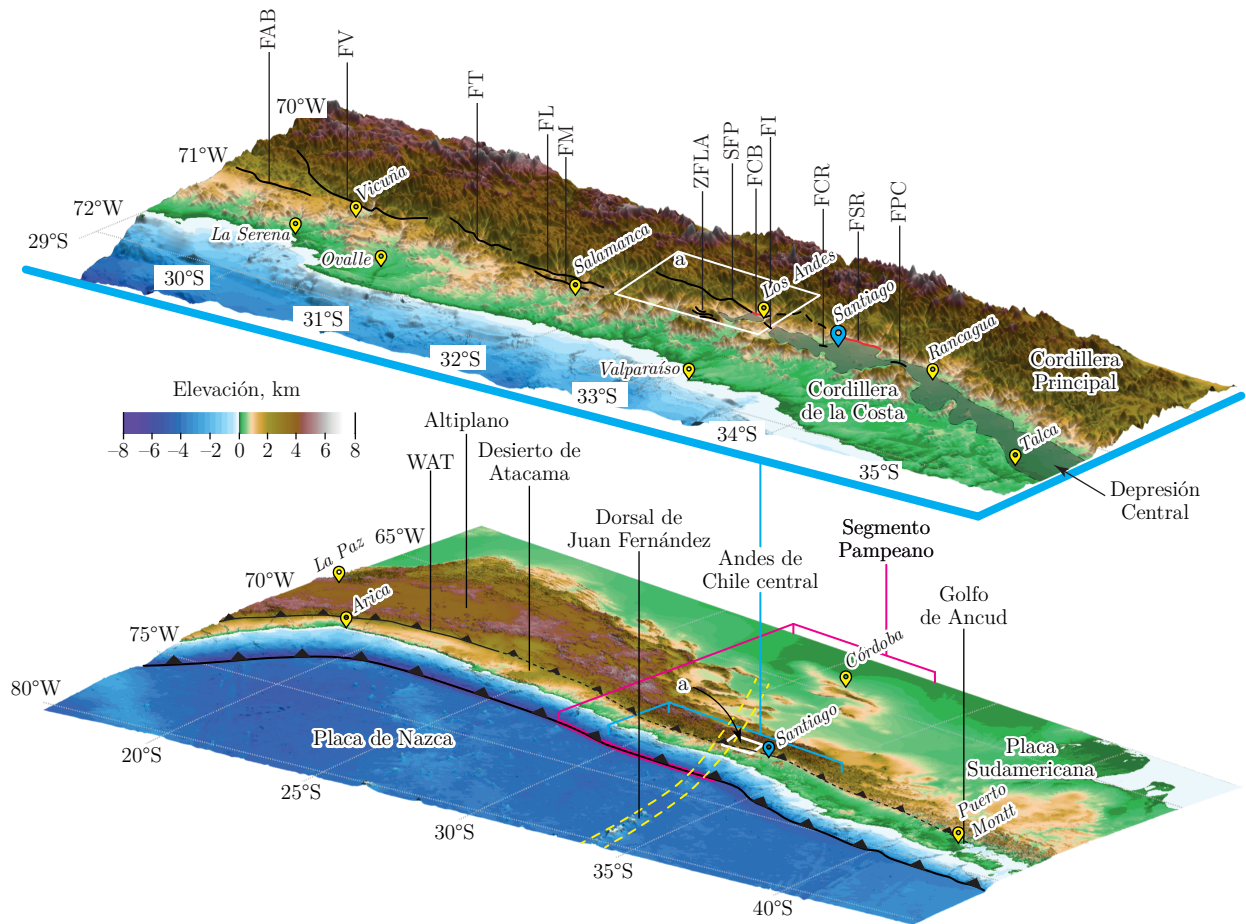 FAB
FV
FT
FL
FM
ZFLA
SFP
FCB
FI
FCR
FSR
FPC
70°W
71°W
72°W
29°S
Vicuña
La Serena
Ovalle
Salamanca
a
Los Andes
Santiago
Rancagua
Valparaíso
Talca
30°S
31°S
32°S
33°S
34°S
35°S
Cordillera
Principal
Cordillera
de la Costa
Depresión
Central
Elevación, km
−8 −6 −4 −2 0 2 4 6 8
Altiplano
WAT
Desierto de
Atacama
Dorsal de
Juan Fernández
Andes de
Chile central
Segmento
Pampeano
Golfo
de Ancud
65°W
70°W
75°W
80°W
La Paz
Arica
Córdoba
a
Santiago
Placa de Nazca
Placa
Sudamericana
Puerto
Montt
20°S
25°S
30°S
35°S
40°S